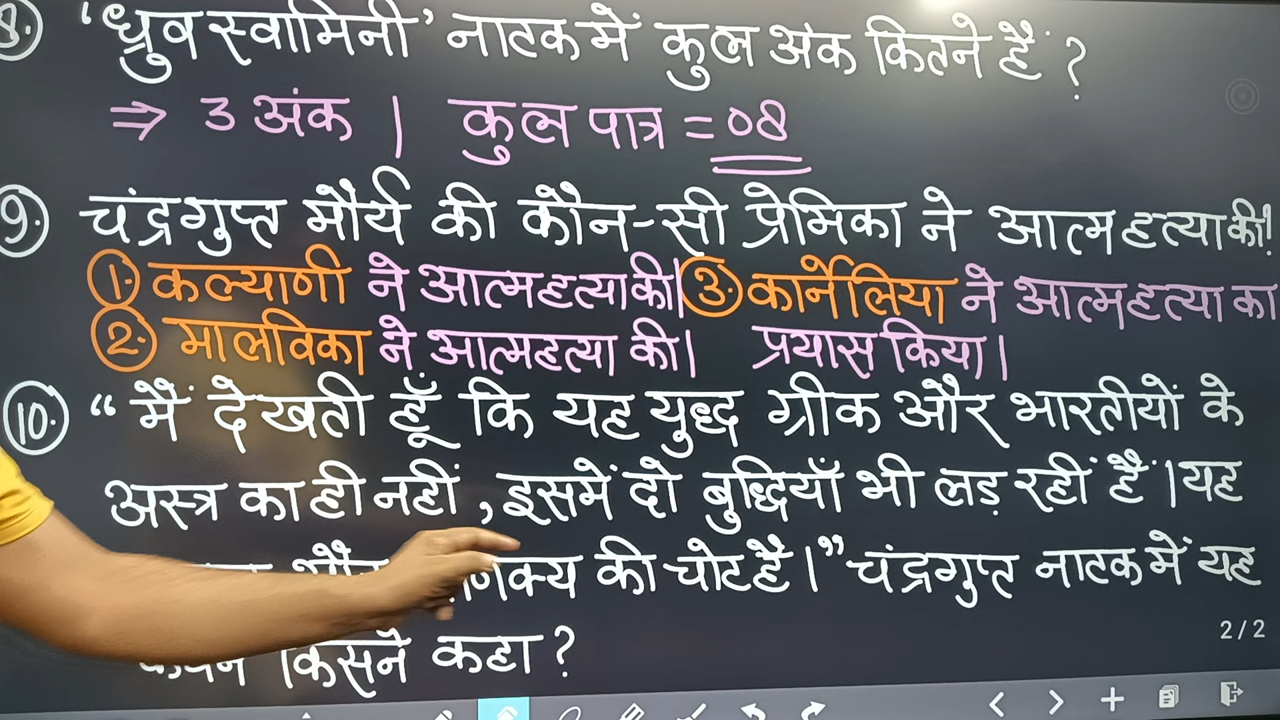 8. 'ध्रुवस्वामिनी' नाटक में कुल अंक कितने हैं ?
⇒ 3 अंक | कुल पात्र = 08
9. चंद्रगुप्त मौर्य की कौन-सी प्रेमिका ने आत्महत्या की?
1. कल्याणी ने आत्महत्या की। 3. कार्नेलिया ने आत्महत्या का
2. मालविका ने आत्महत्या की। प्रयास किया।
10. “मैं देखती हूँ कि यह युद्ध ग्रीक और भारतीयों के
अस्त्र का ही नहीं, इसमें दो बुद्धियाँ भी लड़ रहीं हैं। यह
और की चोट है।” चंद्रगुप्त नाटक में यह
किसने कहा ?
2/2